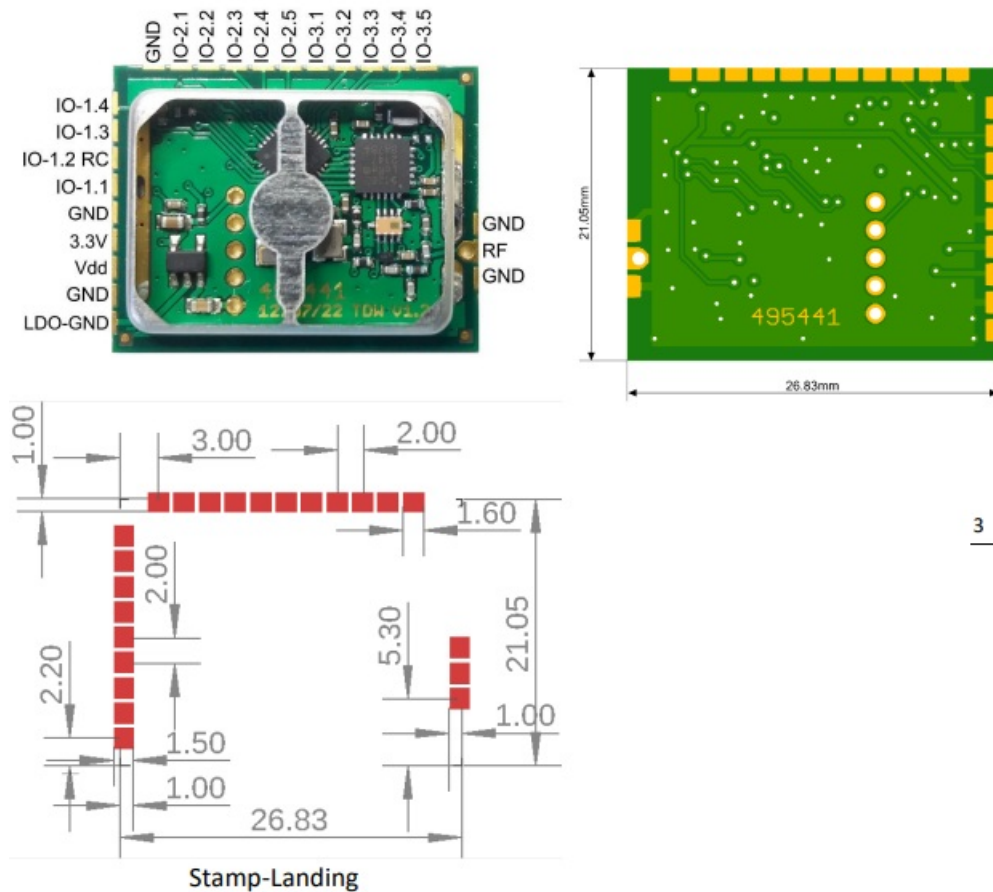 GND
IO-2.1
IO-2.2
IO-2.3
IO-2.4
IO-2.5
IO-3.1
IO-3.2
IO-3.3
IO-3.4
IO-3.5
IO-1.4
IO-1.3
IO-1.2 RC
IO-1.1
GND
3.3V
Vdd
GND
LDO-GND
GND
RF
GND
TDW
21.05mm
495441
26.83mm
1.00
3.00
2.00
1.60
2.00
2.20
5.30
21.05
1.50
1.00
1.00
26.83
Stamp-Landing
3